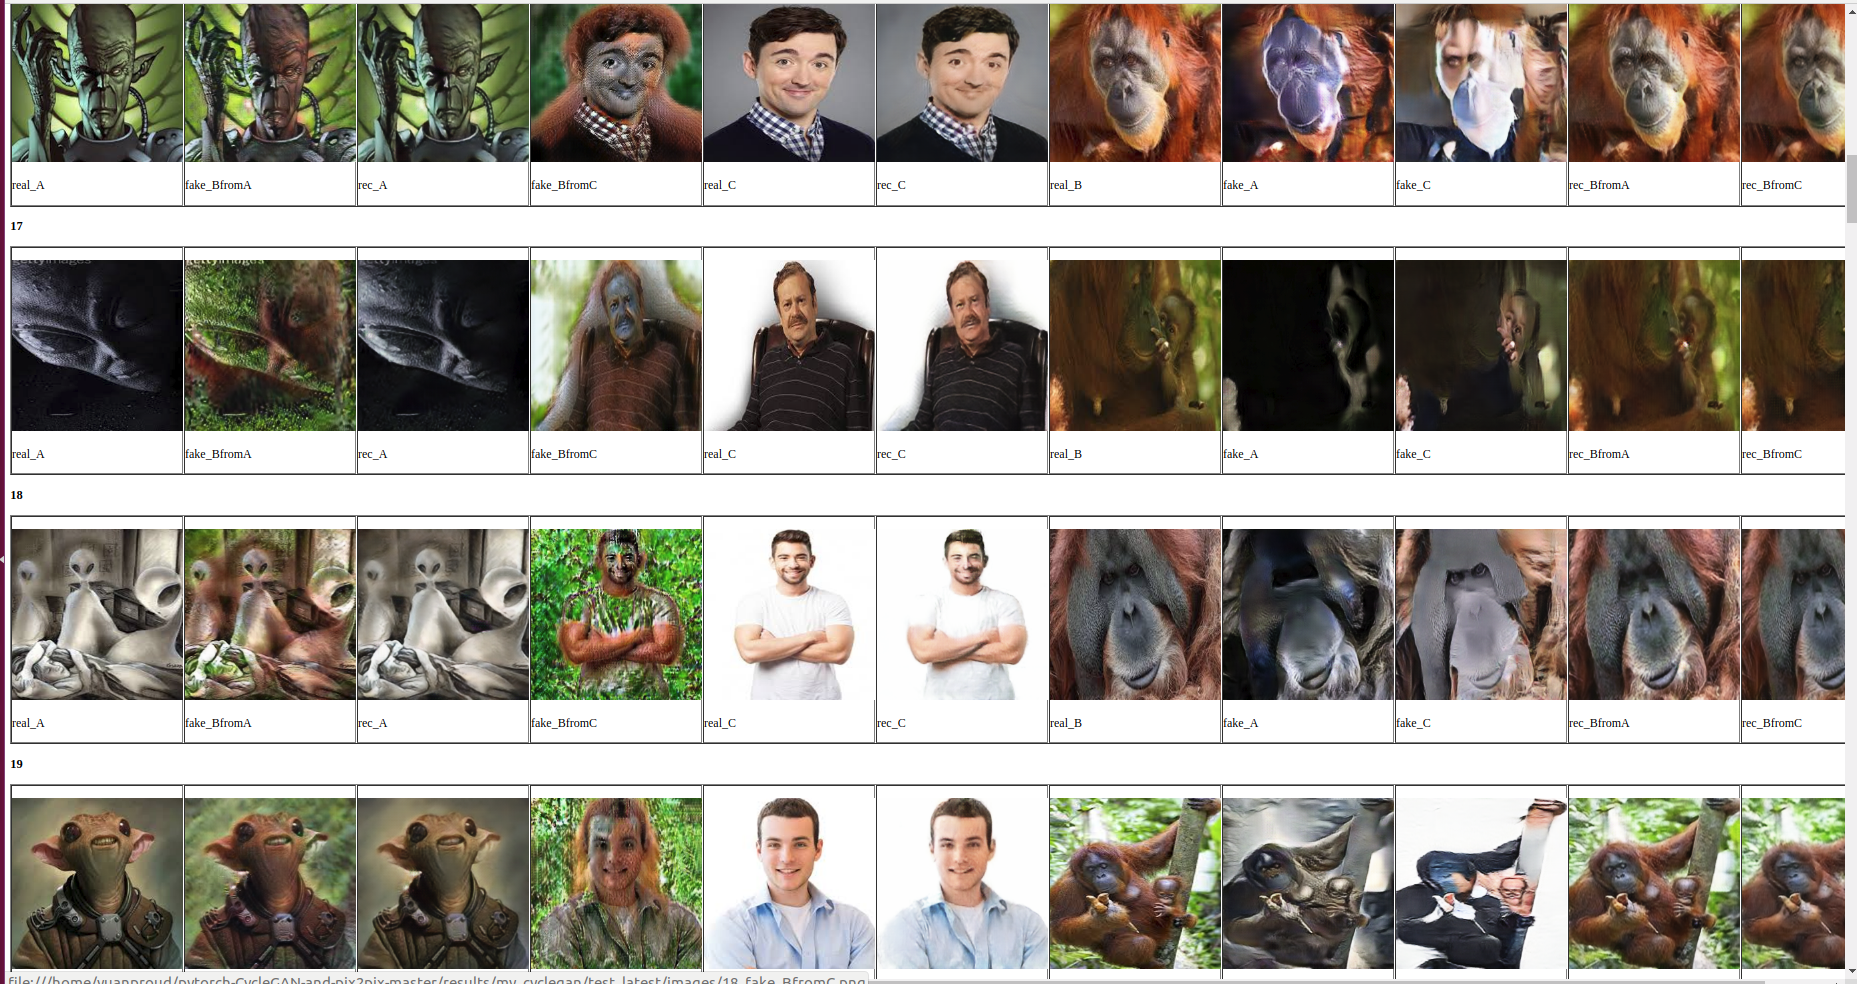 real_A fake_BfromA rec_A fake_BfromC real_C rec_C real_B fake_A fake_C rec_BfromA rec_BfromC
17
gettyimages gettyimages gettyimages
real_A fake_BfromA rec_A fake_BfromC real_C rec_C real_B fake_A fake_C rec_BfromA rec_BfromC
18
real_A fake_BfromA rec_A fake_BfromC real_C rec_C real_B fake_A fake_C rec_BfromA rec_BfromC
19
file:///home/yuanproud/pytorch-CycleGAN-and-pix2pix-master/results/my_cyclegan/test_latest/images/18_fake_BfromC.png